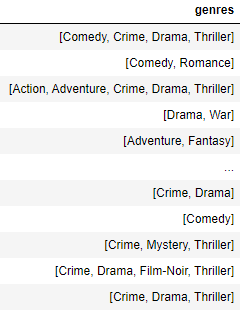 genres
[Comedy, Crime, Drama, Thriller]
[Comedy, Romance]
[Action, Adventure, Crime, Drama, Thriller]
[Drama, War]
[Adventure, Fantasy]
...
[Crime, Drama]
[Comedy]
[Crime, Mystery, Thriller]
[Crime, Drama, Film-Noir, Thriller]
[Crime, Drama, Thriller]